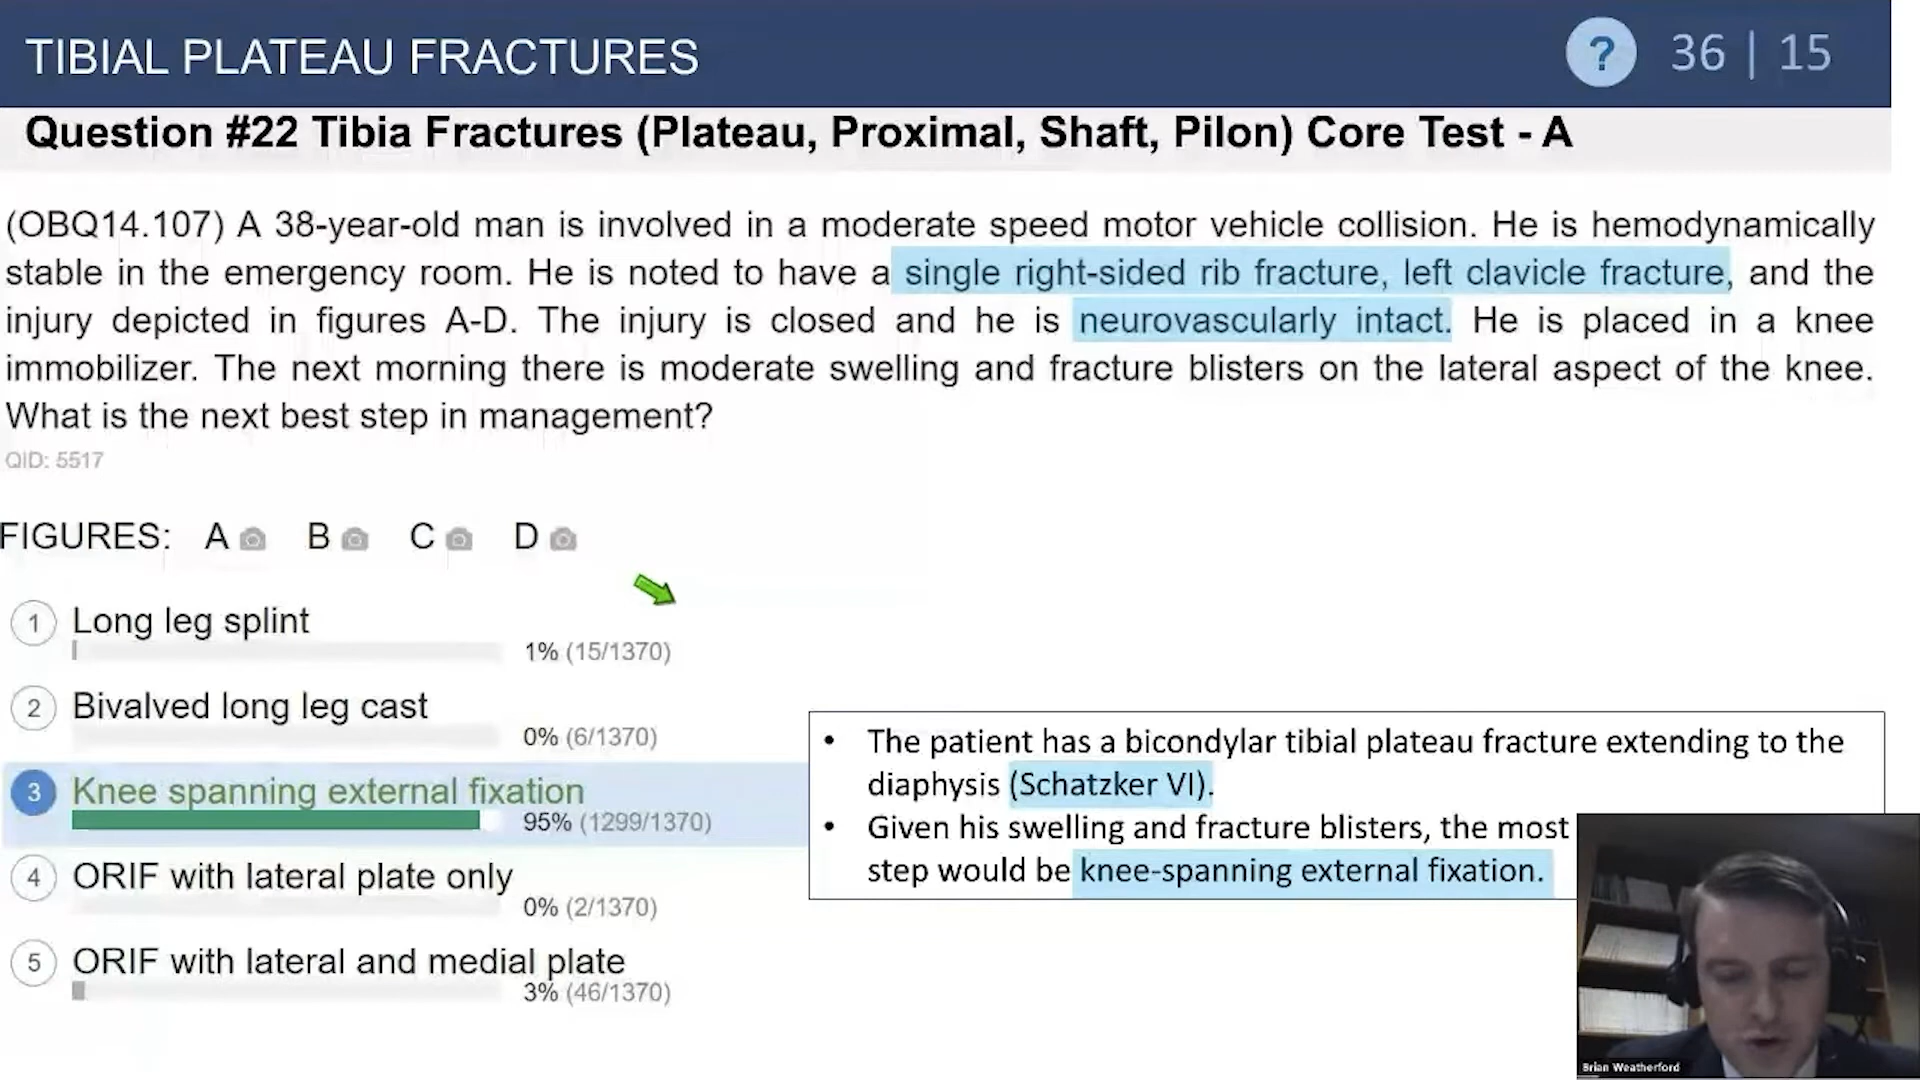 TIBIAL PLATEAU FRACTURES
? 36 | 15
Question #22 Tibia Fractures (Plateau, Proximal, Shaft, Pilon) Core Test - A
(OBQ14.107) A 38-year-old man is involved in a moderate speed motor vehicle collision. He is hemodynamically
stable in the emergency room. He is noted to have a single right-sided rib fracture, left clavicle fracture, and the
injury depicted in figures A-D. The injury is closed and he is neurovascularly intact. He is placed in a knee
immobilizer. The next morning there is moderate swelling and fracture blisters on the lateral aspect of the knee.
What is the next best step in management?
QID: 5517
FIGURES: A B C D
1 Long leg splint
1% (15/1370)
2 Bivalved long leg cast
0% (6/1370)
3 Knee spanning external fixation
95% (1299/1370)
4 ORIF with lateral plate only
0% (2/1370)
5 ORIF with lateral and medial plate
3% (46/1370)
• The patient has a bicondylar tibial plateau fracture extending to the
diaphysis (Schatzker VI).
• Given his swelling and fracture blisters, the most
step would be knee-spanning external fixation.
Brian Weatherford